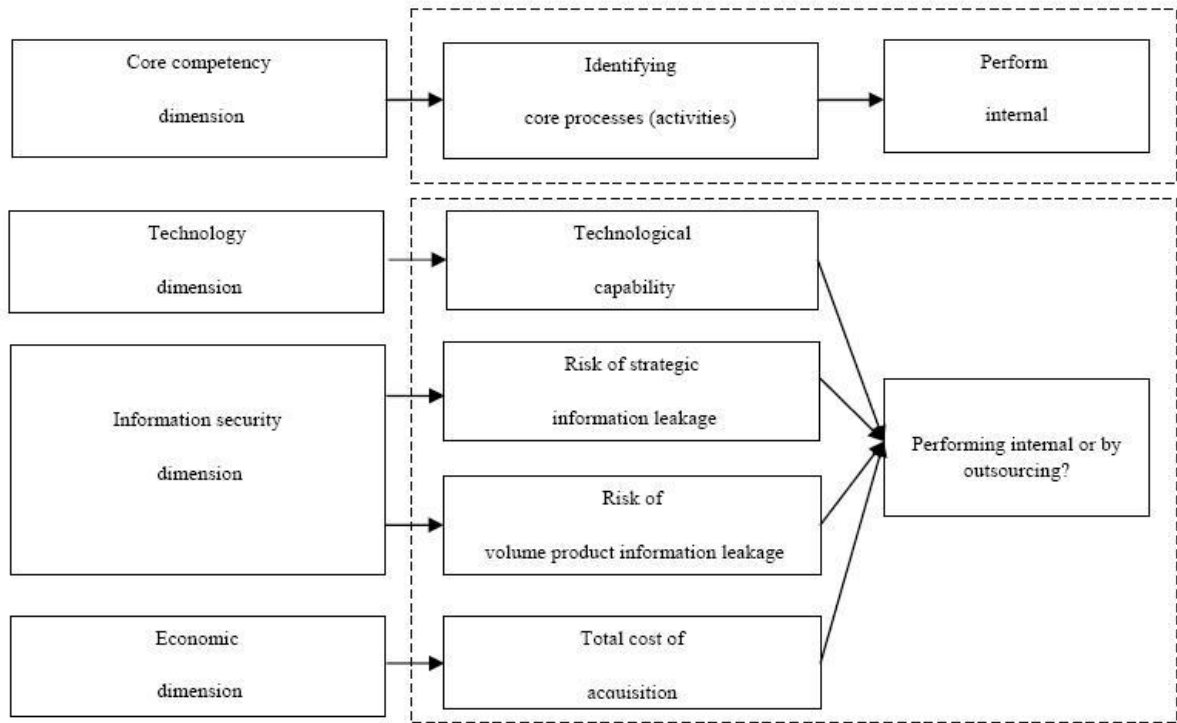 Core competency
dimension
Identifying
core processes (activities)
Perform
internal
Technology
dimension
Technological
capability
Information security
dimension
Risk of strategic
information leakage
Risk of
volume product information leakage
Performing internal or by
outsourcing?
Economic
dimension
Total cost of
acquisition